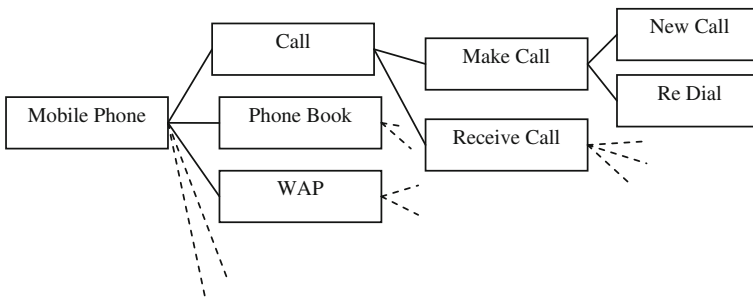 Mobile Phone
Call
Phone Book
WAP
Make Call
Receive Call
New Call
Re Dial